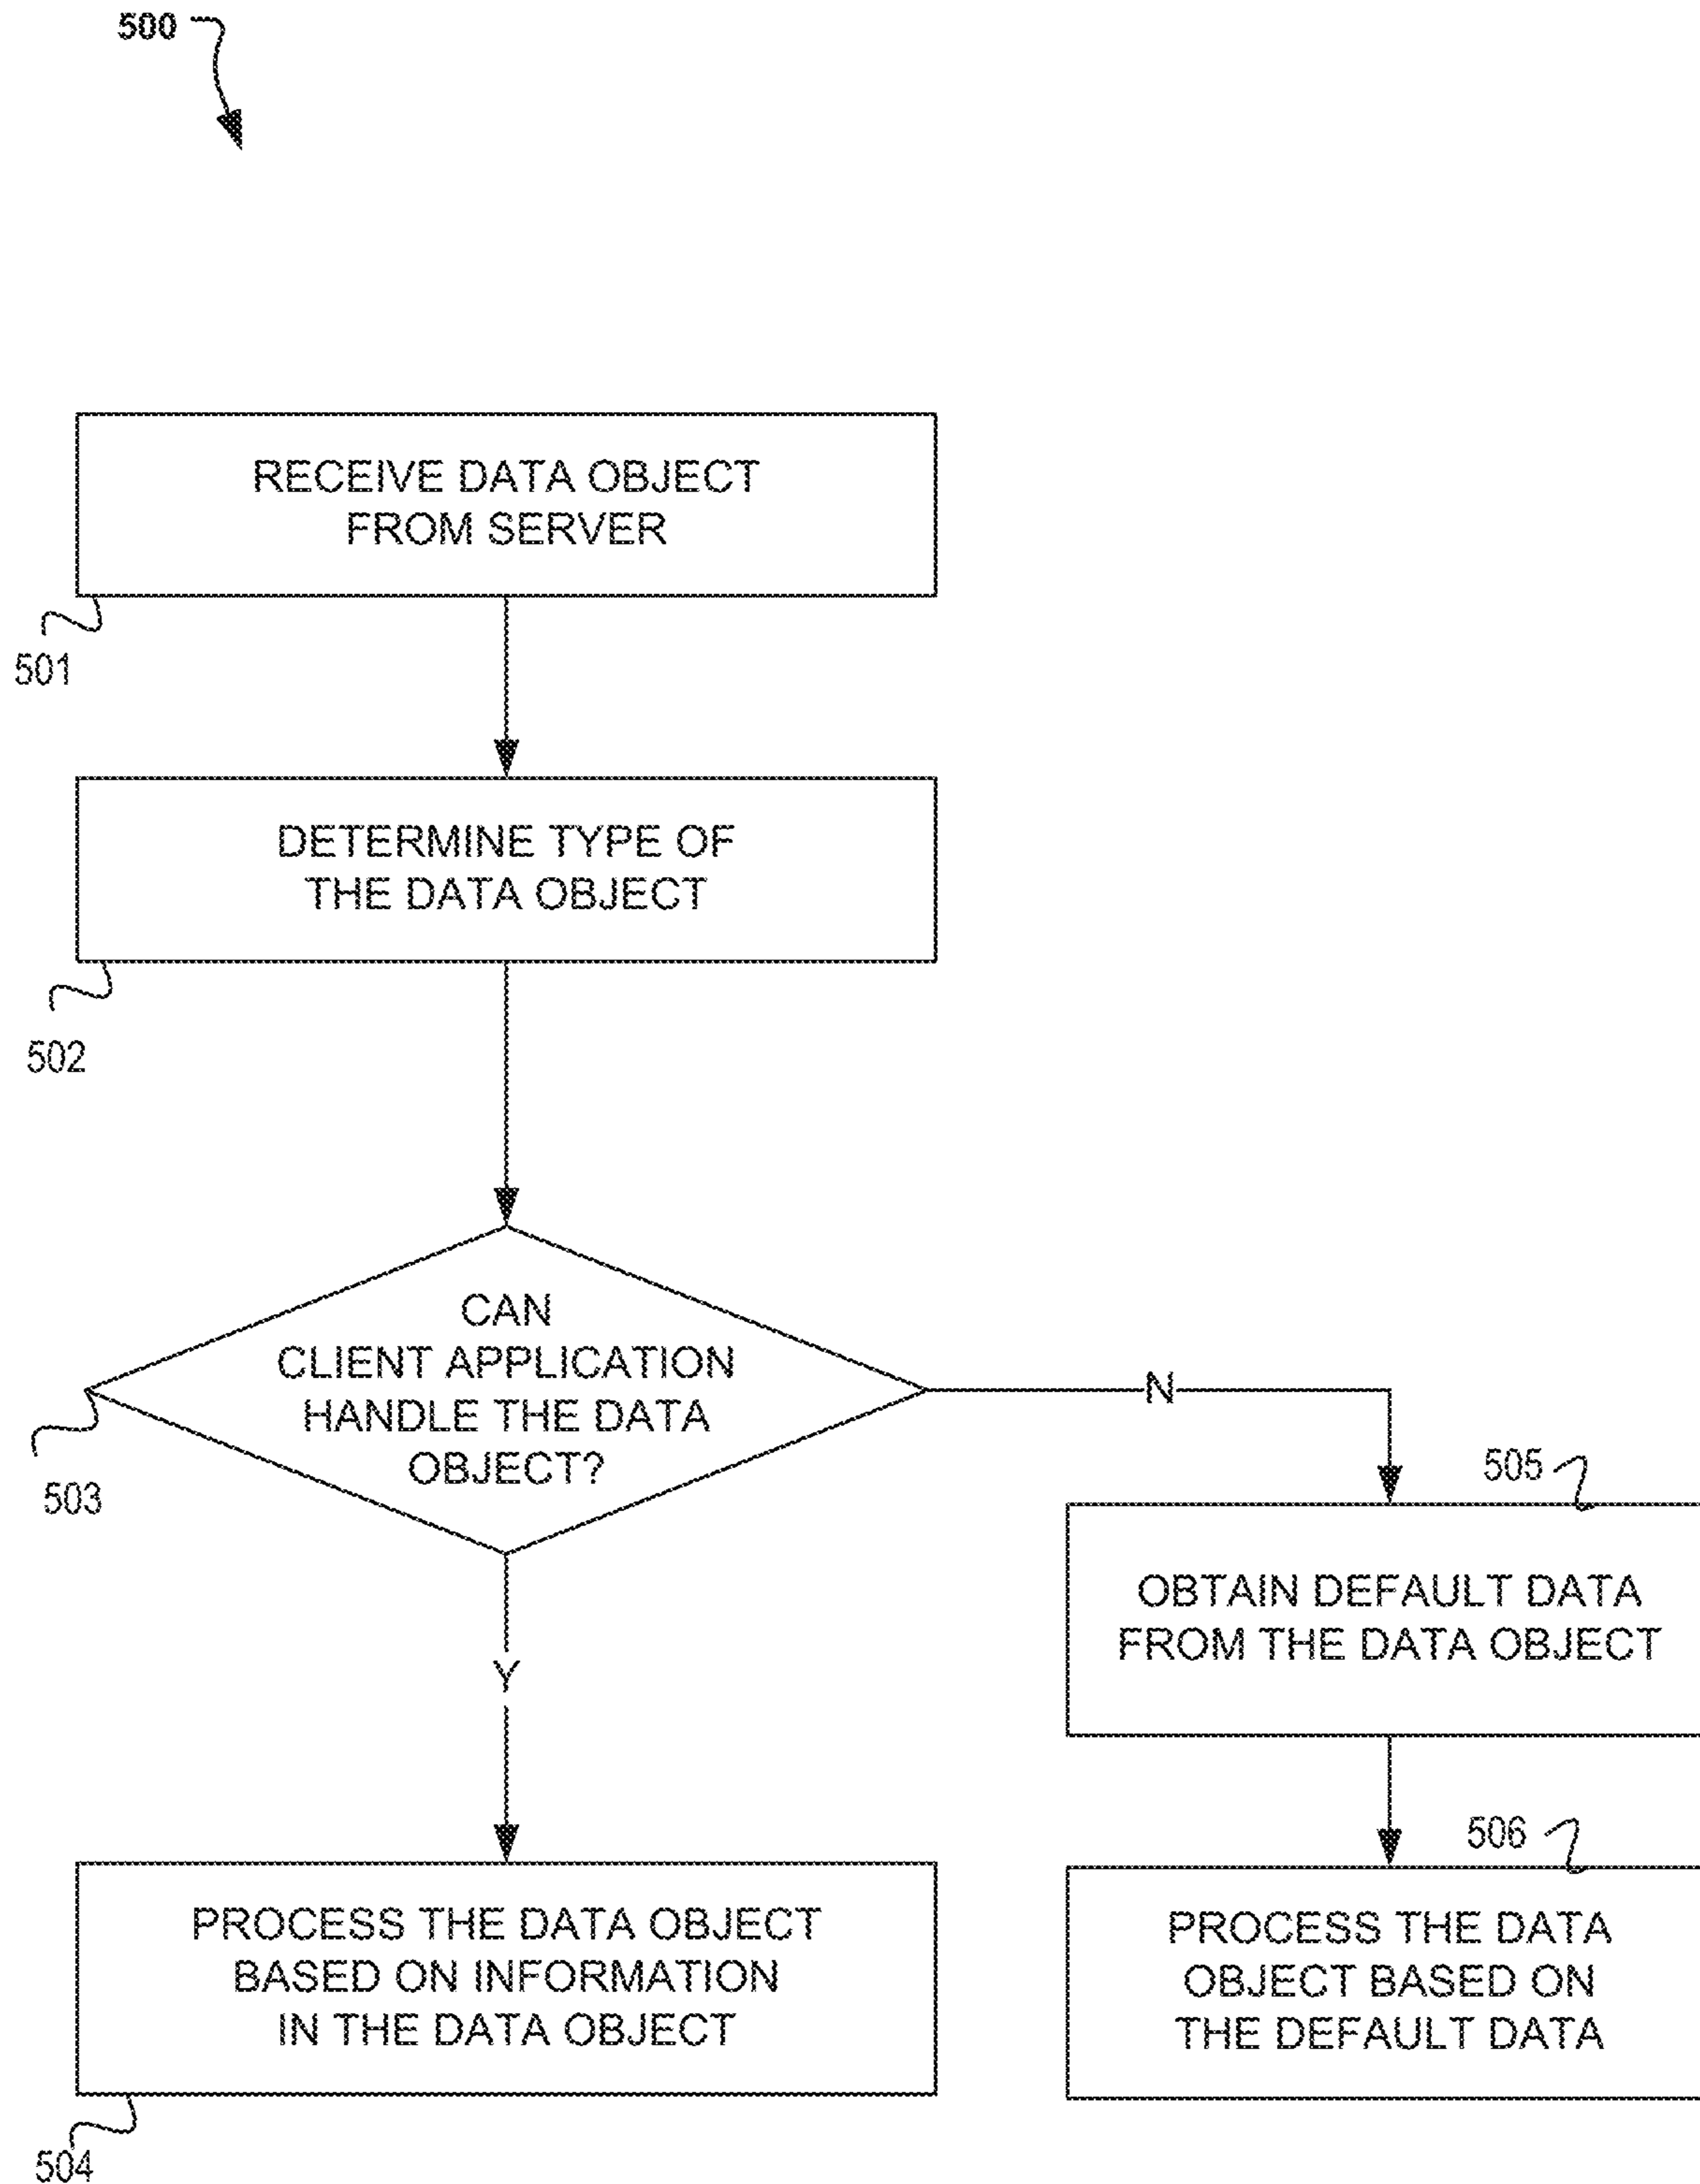 500
RECEIVE DATA OBJECT
FROM SERVER
501
DETERMINE TYPE OF
THE DATA OBJECT
502
CAN
CLIENT APPLICATION
HANDLE THE DATA
OBJECT?
503
N
505
OBTAIN DEFAULT DATA
FROM THE DATA OBJECT
Y
506
PROCESS THE DATA OBJECT
BASED ON INFORMATION
IN THE DATA OBJECT
504
PROCESS THE DATA
OBJECT BASED ON
THE DEFAULT DATA